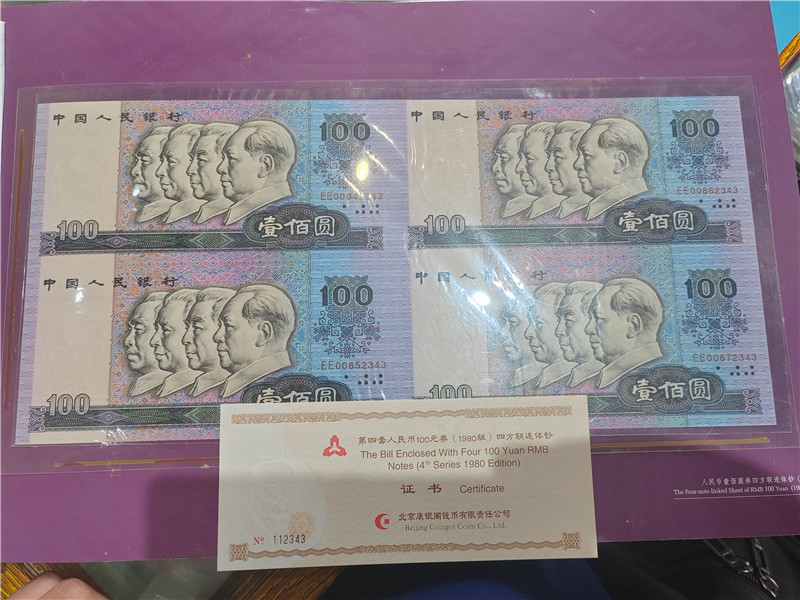 中国人民银行
100
EE00842343
100
壹佰圆
中国人民银行
100
EE00862343
100
壹佰圆
中国人民银行
100
EE00852343
100
壹佰圆
中国人民银行
100
EE00872343
100
壹佰圆
第四套人民币100元券（1980版）四方联连体钞
The Bill Enclosed With Four 100 Yuan RMB
Notes (4th Series 1980 Edition)
证 书 Certificate
北京康银阁钱币有限责任公司
Beijing Coingot Coins Co., Ltd.
Nº 112343
人民币壹佰圆券四方联连体钞
The Four-note-linked Sheet of RMB 100 Yuan